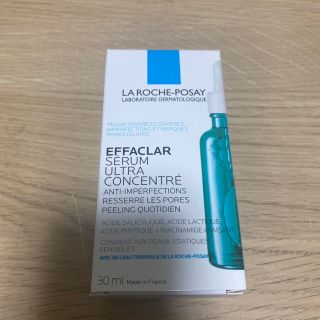 LA ROCHE-POSAY
LABORATOIRE DERMATOLOGIQUE
PEAUX SENSIBLES GRASSES
IMPERFECTIONS ET MARQUES
PORES DILATÉS
EFFACLAR
SÉRUM
ULTRA
CONCENTRÉ
ANTI-IMPERFECTIONS
RESSERRE LES PORES
PEELING QUOTIDIEN
ACIDE SALICYLIQUE, ACIDE LACTIQUE
ACIDE PHYTIQUE + NIACINAMIDE APAISANT
CONVIENT AUX PEAUX ASIATIQUES
SENSIBLES
AVEC DE L'EAU THERMALE DE LA ROCHE-POSAY
30 ml Made in France